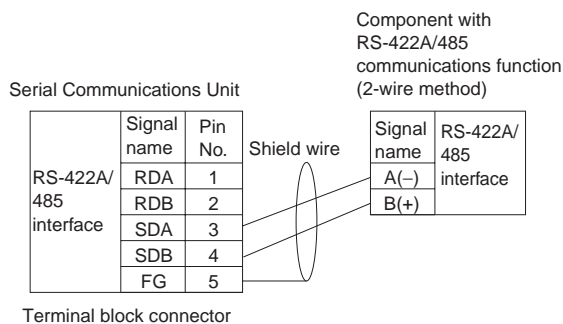 Component with
RS-422A/485
communications function
(2-wire method)
Serial Communications Unit
Signal name
Pin No.
Shield wire
RS-422A/
485
interface
RDA 1
RDB 2
SDA 3
SDB 4
FG 5
Signal name
RS-422A/
485
interface
A(−)
B(+)
Terminal block connector